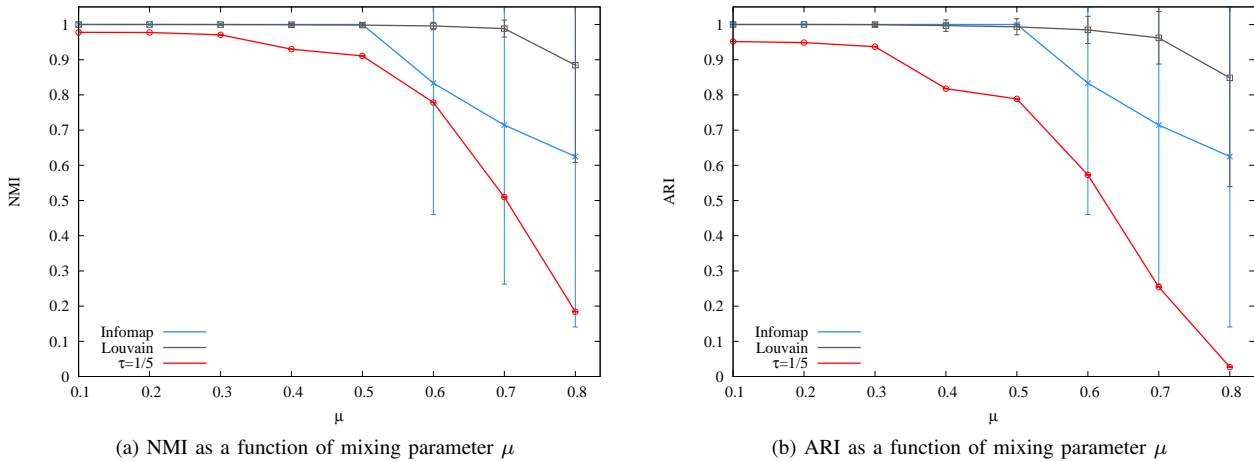 NMI
1
0.9
0.8
0.7
0.6
0.5
0.4
0.3
0.2
0.1
0
0.1 0.2 0.3 0.4 0.5 0.6 0.7 0.8
μ
Infomap
Louvain
τ=1/5
(a) NMI as a function of mixing parameter μ
ARI
1
0.9
0.8
0.7
0.6
0.5
0.4
0.3
0.2
0.1
0
0.1 0.2 0.3 0.4 0.5 0.6 0.7 0.8
μ
Infomap
Louvain
τ=1/5
(b) ARI as a function of mixing parameter μ